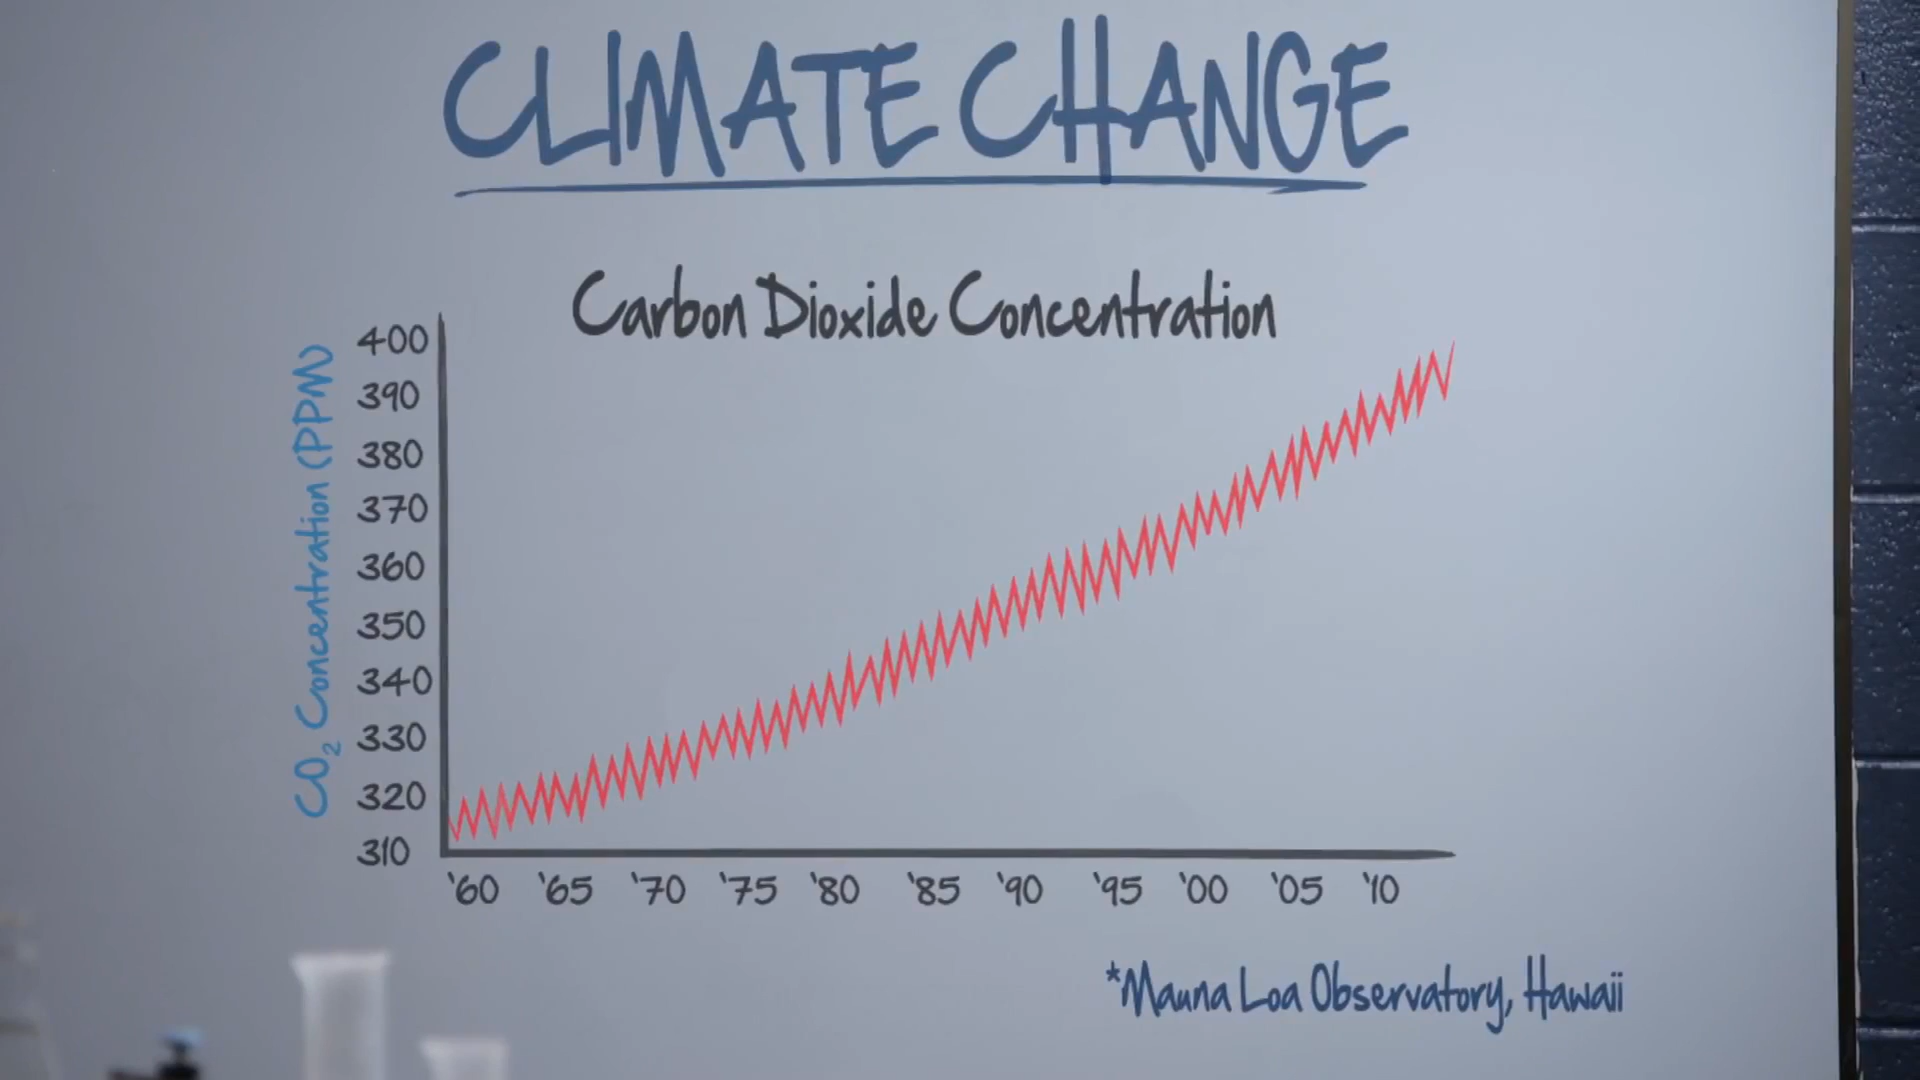 CLIMATE CHANGE
Carbon Dioxide Concentration
CO₂ Concentration (PPM)
400
390
380
370
360
350
340
330
320
310
'60 '65 '70 '75 '80 '85 '90 '95 '00 '05 '10
*Mauna Loa Observatory, Hawaii